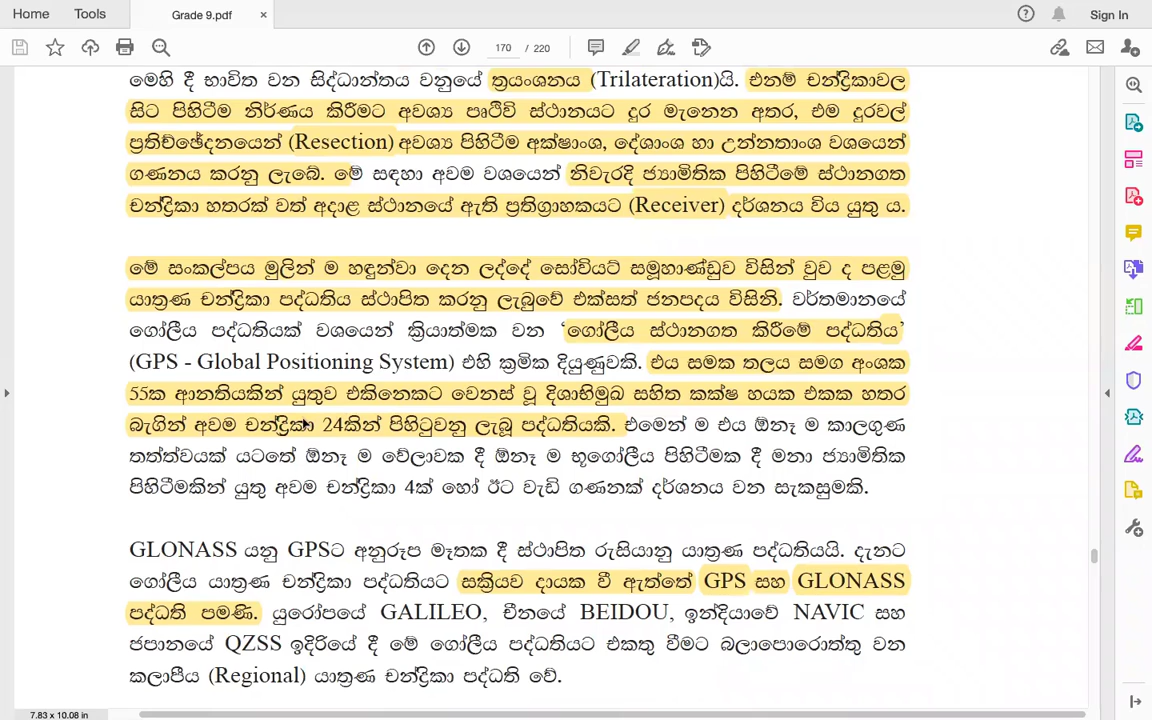 Home Tools Grade 9.pdf × Sign In
170 / 220
මෙහි දී භාවිත වන සිද්ධාන්තය වනුයේ ත්‍රයංශනය (Trilateration)යි. එනම් චන්ද්‍රිකාවල
සිට පිහිටීම නිර්ණය කිරීමට අවශ්‍ය පෘථිවි ස්ථානයට දුර මැනෙන අතර, එම දුරවල්
ප්‍රතිච්ඡේදනයෙන් (Resection) අවශ්‍ය පිහිටීම අක්ෂාංශ, දේශාංශ හා උන්නතාංශ වශයෙන්
ගණනය කරනු ලැබේ. මේ සඳහා අවම වශයෙන් නිවැරදි ජ්‍යාමිතික පිහිටීමේ ස්ථානගත
චන්ද්‍රිකා හතරක් වත් අදාළ ස්ථානයේ ඇති ප්‍රතිග්‍රාහකයට (Receiver) දර්ශනය විය යුතු ය.
මේ සංකල්පය මුලින් ම හඳුන්වා දෙන ලද්දේ සෝවියට් සමූහාණ්ඩුව විසින් වුව ද පළමු
යාත්‍රණ චන්ද්‍රිකා පද්ධතිය ස්ථාපිත කරනු ලැබුවේ එක්සත් ජනපදය විසිනි. වර්තමානයේ
ගෝලීය පද්ධතියක් වශයෙන් ක්‍රියාත්මක වන ‘ගෝලීය ස්ථානගත කිරීමේ පද්ධතිය’
(GPS - Global Positioning System) එහි ක්‍රමික දියුණුවකි. එය සමක තලය සමග අංශක
55ක ආනතියකින් යුතුව එකිනෙකට වෙනස් වූ දිශාභිමුඛ සහිත කක්ෂ හයක එකක හතර
බැගින් අවම චන්ද්‍රිකා 24කින් පිහිටුවනු ලැබූ පද්ධතියකි. එමෙන් ම එය ඕනෑ ම කාලගුණ
තත්ත්වයක් යටතේ ඕනෑ ම වේලාවක දී ඕනෑ ම භූගෝලීය පිහිටීමක දී මනා ජ්‍යාමිතික
පිහිටීමකින් යුතු අවම චන්ද්‍රිකා 4ක් හෝ ඊට වැඩි ගණනක් දර්ශනය වන සැකසුමකි.
GLONASS යනු GPSට අනුරූප මෑතක දී ස්ථාපිත රුසියානු යාත්‍රණ පද්ධතියයි. දැනට
ගෝලීය යාත්‍රණ චන්ද්‍රිකා පද්ධතියට සක්‍රියව දායක වී ඇත්තේ GPS සහ GLONASS
පද්ධති පමණි. යුරෝපයේ GALILEO, චීනයේ BEIDOU, ඉන්දියාවේ NAVIC සහ
ජපානයේ QZSS ඉදිරියේ දී මේ ගෝලීය පද්ධතියට එකතු වීමට බලාපොරොත්තු වන
කලාපීය (Regional) යාත්‍රණ චන්ද්‍රිකා පද්ධති වේ.
7.83 x 10.08 in